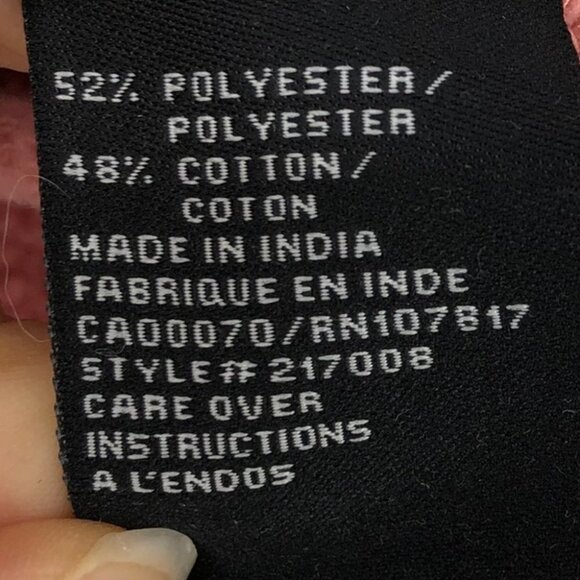 52% POLYESTER/
POLYESTER
48% COTTON/
COTON
MADE IN INDIA
FABRIQUE EN INDE
CA00070/RN107817
STYLE# 217008
CARE OVER
INSTRUCTIONS
A L'ENDOS